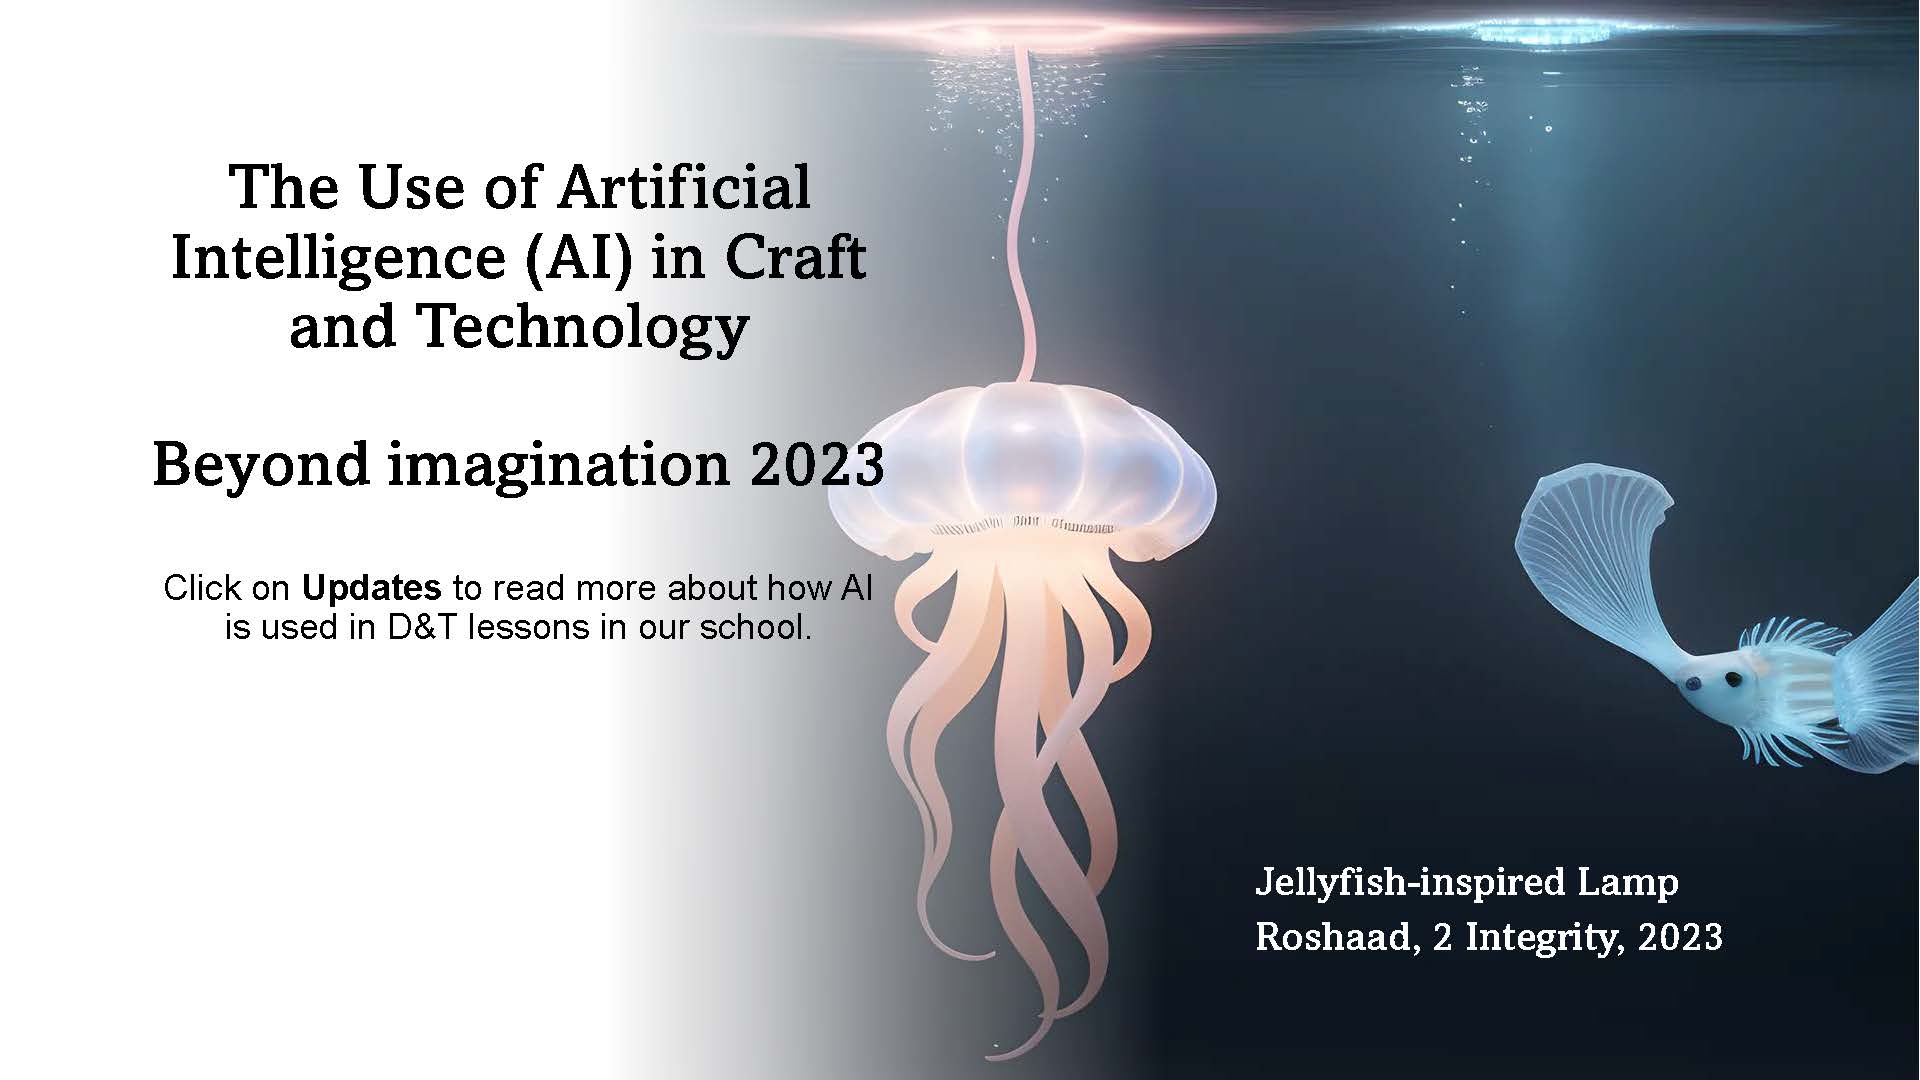 The Use of Artificial
Intelligence (AI) in Craft
and Technology
Beyond imagination 2023
Click on Updates to read more about how AI
is used in D&T lessons in our school.
Jellyfish-inspired Lamp
Roshaad, 2 Integrity, 2023